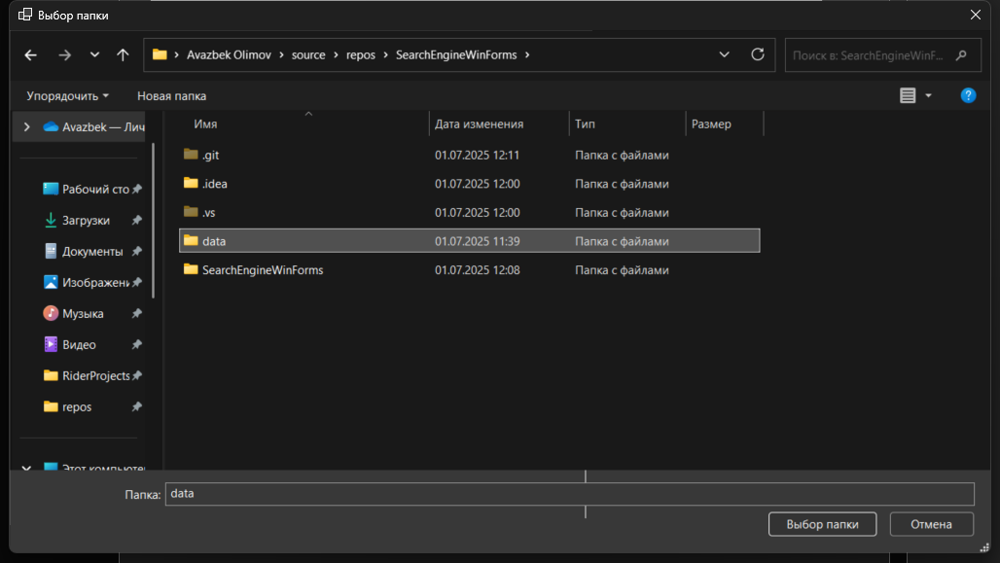 Выбор папки
Avazbek Olimov > source > repos > SearchEngineWinForms >
Поиск в: SearchEngineWinF...
Упорядочить
Новая папка
?
Avazbek — Лич
Рабочий сто
Загрузки
Документы
Изображени
Музыка
Видео
RiderProjects
repos
Этот компьюте
Имя Дата изменения Тип Размер
.git 01.07.2025 12:11 Папка с файлами
.idea 01.07.2025 12:00 Папка с файлами
.vs 01.07.2025 12:00 Папка с файлами
data 01.07.2025 11:39 Папка с файлами
SearchEngineWinForms 01.07.2025 12:08 Папка с файлами
Папка: data
Выбор папки Отмена